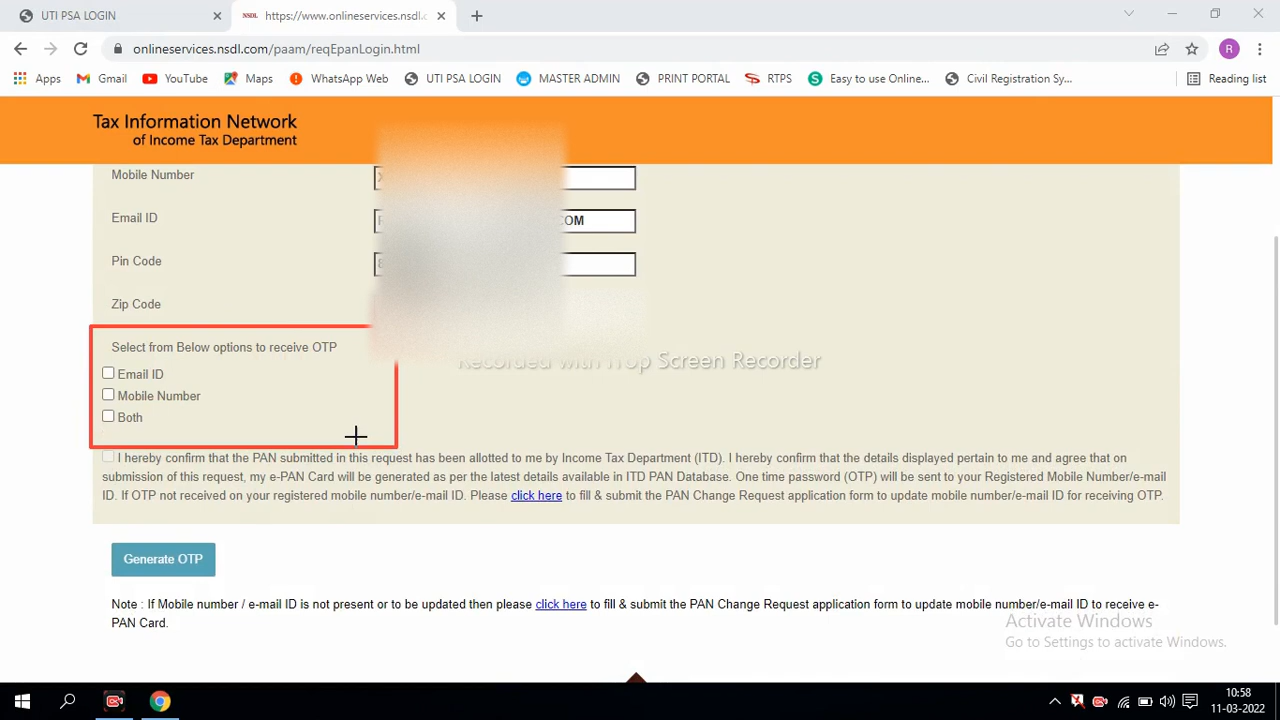 UTI PSA LOGIN
NSDL https://www.onlineservices.nsdl.c
onlineservices.nsdl.com/paam/reqEpanLogin.html
R
Apps Gmail YouTube Maps WhatsApp Web UTI PSA LOGIN MASTER ADMIN PRINT PORTAL RTPS Easy to use Online... Civil Registration Sy... Reading list
Tax Information Network
of Income Tax Department
Mobile Number
Email ID COM
Pin Code
Zip Code
Select from Below options to receive OTP
Recorded with iTop Screen Recorder
Email ID
Mobile Number
Both
I hereby confirm that the PAN submitted in this request has been allotted to me by Income Tax Department (ITD). I hereby confirm that the details displayed pertain to me and agree that on
submission of this request, my e-PAN Card will be generated as per the latest details available in ITD PAN Database. One time password (OTP) will be sent to your Registered Mobile Number/e-mail
ID. If OTP not received on your registered mobile number/e-mail ID. Please click here to fill & submit the PAN Change Request application form to update mobile number/e-mail ID for receiving OTP.
Generate OTP
Note : If Mobile number / e-mail ID is not present or to be updated then please click here to fill & submit the PAN Change Request application form to update mobile number/e-mail ID to receive e-
PAN Card.
Activate Windows
Go to Settings to activate Windows.
10:58
11-03-2022